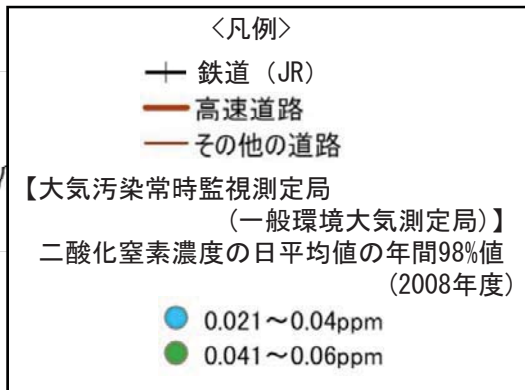 <凡例>
鉄道（JR）
高速道路
その他の道路
【大気汚染常時監視測定局
(一般環境大気測定局)】
二酸化窒素濃度の日平均値の年間98%値
(2008年度)
0.021～0.04ppm
0.041～0.06ppm